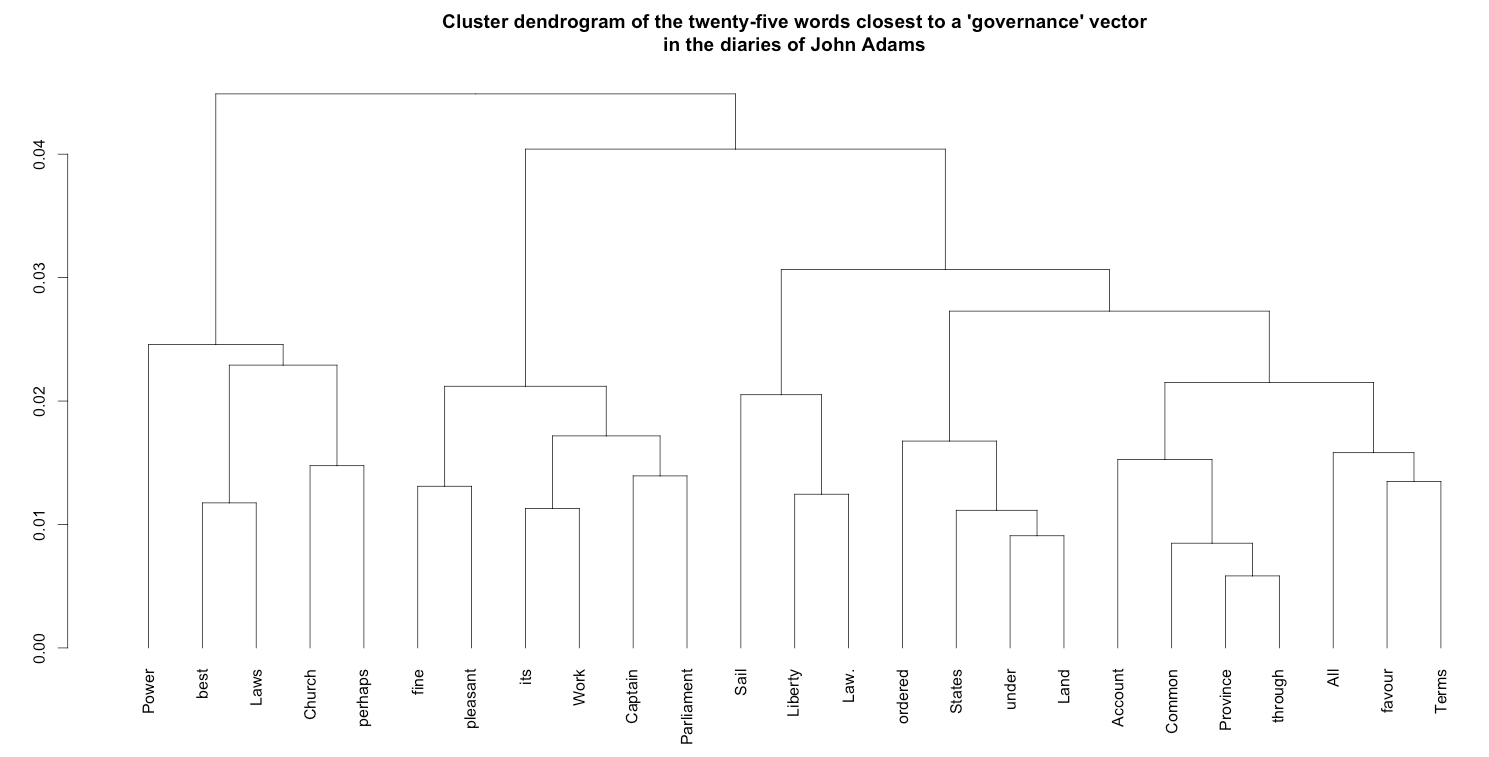 Cluster dendrogram of the twenty-five words closest to a 'governance' vector
in the diaries of John Adams
0.04
0.03
0.02
0.01
0.00
Power
best
Laws
Church
perhaps
fine
pleasant
its
Work
Captain
Parliament
Sail
Liberty
Law.
ordered
States
under
Land
Account
Common
Province
through
All
favour
Terms